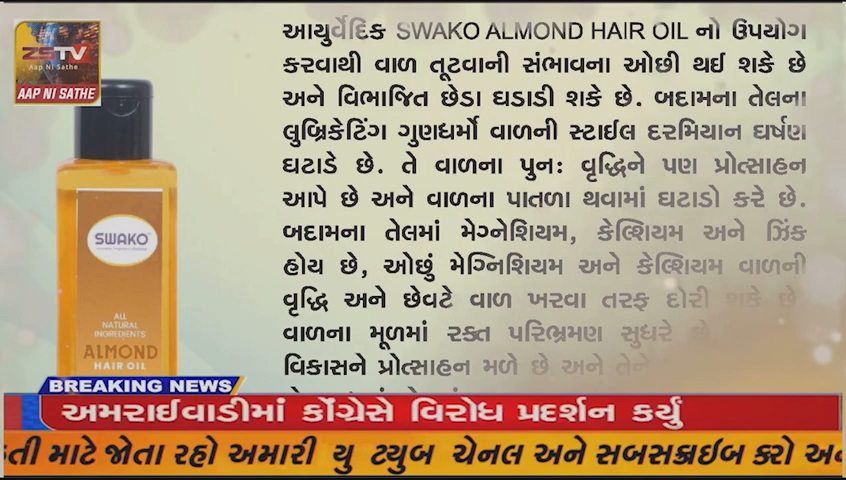 ZSTV
Aap Ni Sathe
AAP NI SATHE
આયુર્વેદિક SWAKO ALMOND HAIR OIL નો ઉપયોગ
કરવાથી વાળ તૂટવાની સંભાવના ઓછી થઈ શકે છે
અને વિભાજિત છેડા ઘડાડી શકે છે. બદામના તેલના
લુબ્રિકેટિંગ ગુણધર્મો વાળની સ્ટાઈલ દરમિયાન ઘર્ષણ
ઘટાડે છે. તે વાળના પુનઃ વૃદ્ધિને પણ પ્રોત્સાહન
આપે છે અને વાળના પાતળા થવામાં ઘટાડો કરે છે.
બદામના તેલમાં મેગ્નેશિયમ, કેલ્શિયમ અને ઝિંક
હોય છે, ઓછું મેગ્નિશિયમ અને કેલ્શિયમ વાળની
વૃદ્ધિ અને છેવટે વાળ ખરવા તરફ દોરી શકે છે
વાળના મૂળમાં રક્ત પરિભ્રમણ સુધરે છે
વિકાસને પ્રોત્સાહન મળે છે અને તેને
SWAKO
ALL
NATURAL
INGREDIENTS
ALMOND
HAIR OIL
BREAKING NEWS
અમરાઈવાડીમાં કોંગ્રેસે વિરોધ પ્રદર્શન કર્યું
માટે જોતા રહો અમારી યુ ટ્યુબ ચેનલ અને સબસક્રાઈબ કરો